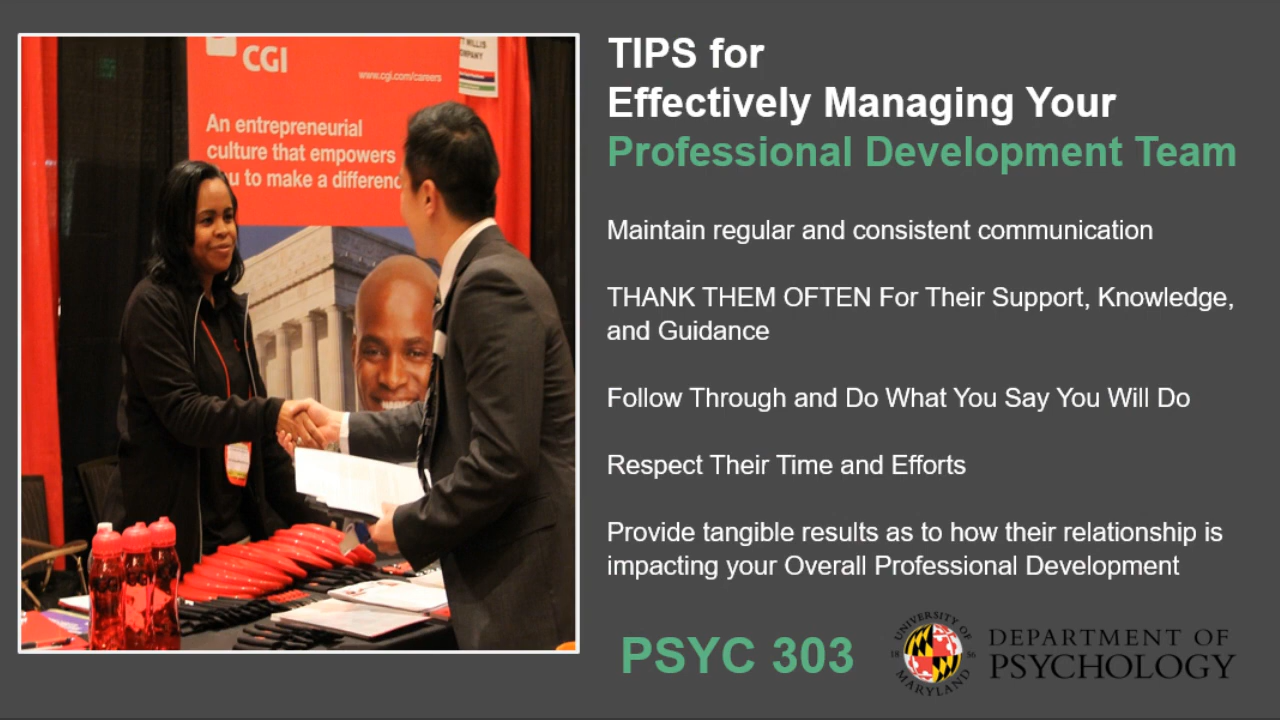 CGI
www.cgi.com/careers
An entrepreneurial
culture that empowers
to make a differenc
TIPS for
Effectively Managing Your
Professional Development Team
Maintain regular and consistent communication
THANK THEM OFTEN For Their Support, Knowledge,
and Guidance
Follow Through and Do What You Say You Will Do
Respect Their Time and Efforts
Provide tangible results as to how their relationship is
impacting your Overall Professional Development
PSYC 303
UNIVERSITY OF
18 56
MARYLAND
DEPARTMENT OF
PSYCHOLOGY